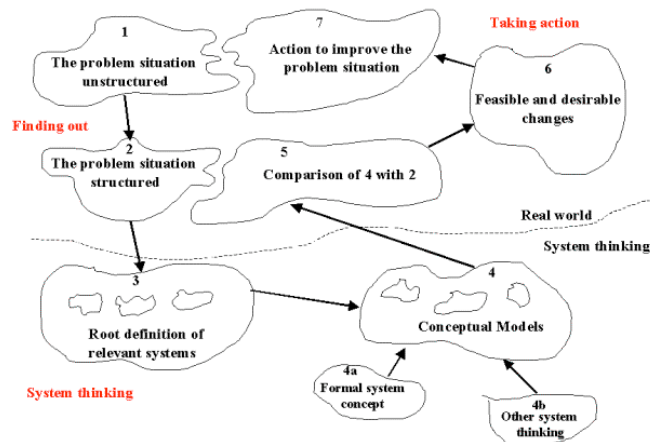 1
The problem situation
unstructured
7
Action to improve the
problem situation
Taking action
6
Feasible and desirable
changes
Finding out
2
The problem situation
structured
5
Comparison of 4 with 2
Real world
System thinking
3
Root definition of
relevant systems
4
Conceptual Models
4a
Formal system
concept
4b
Other system
thinking
System thinking